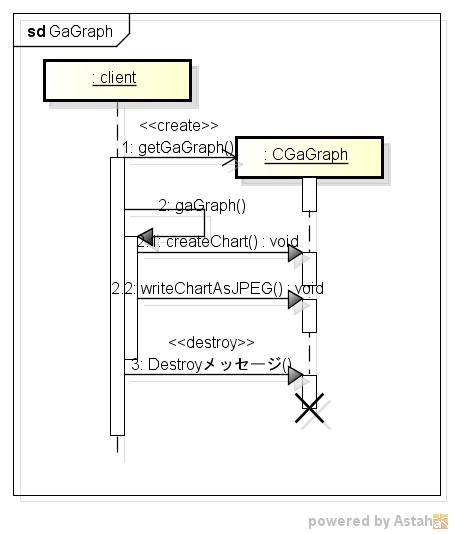 sd GaGraph
: client
<<create>>
1: getGaGraph()
: CGaGraph
2: gaGraph()
2.1: createChart() : void
2.2: writeChartAsJPEG() : void
<<destroy>>
3: Destroyメッセージ()
powered by Astah